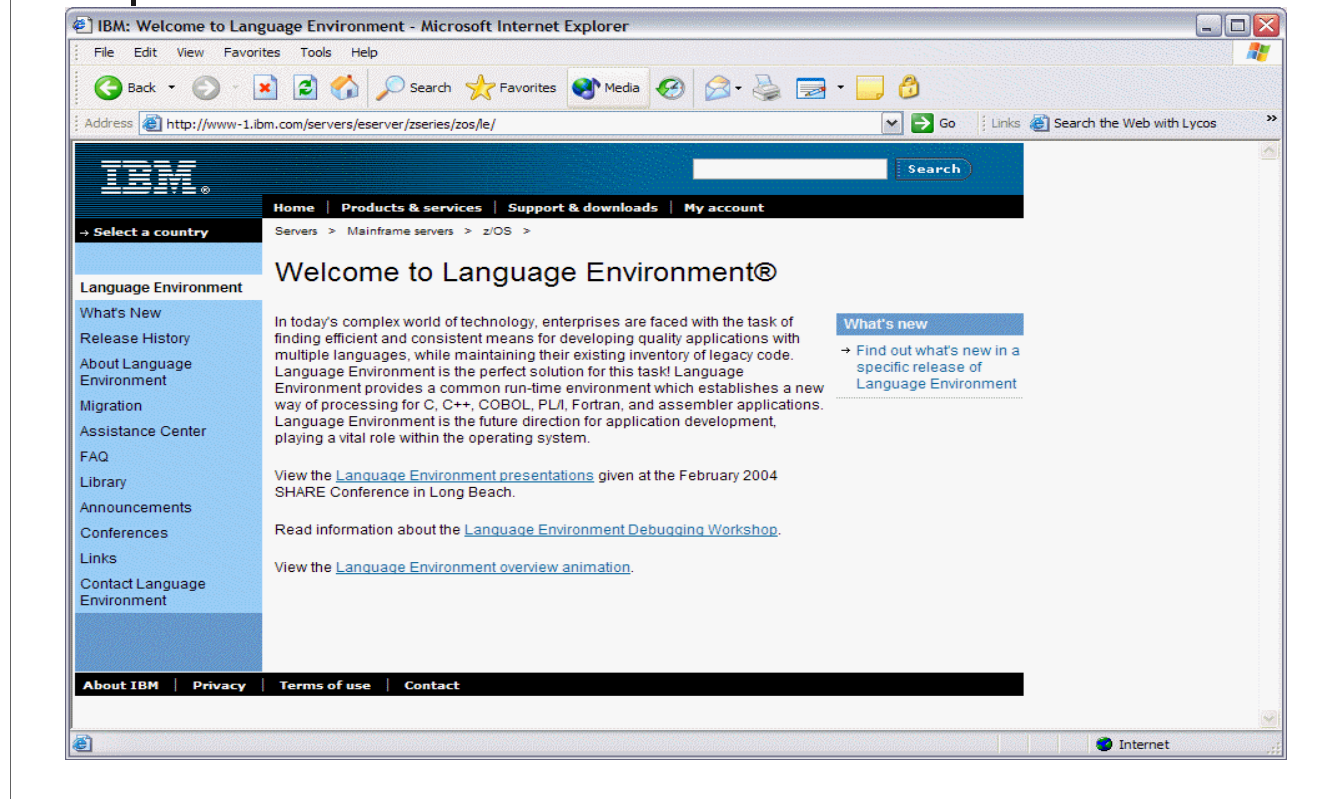 IBM: Welcome to Language Environment - Microsoft Internet Explorer
File Edit View Favorites Tools Help
Back Search Favorites Media
Address http://www-1.ibm.com/servers/eserver/zseries/zos/le/ Go Links Search the Web with Lycos »
IBM® Search
Home | Products & services | Support & downloads | My account
→ Select a country
Servers > Mainframe servers > z/OS >
Welcome to Language Environment®
Language Environment
What's New
Release History
About Language
Environment
Migration
Assistance Center
FAQ
Library
Announcements
Conferences
Links
Contact Language
Environment
In today's complex world of technology, enterprises are faced with the task of
finding efficient and consistent means for developing quality applications with
multiple languages, while maintaining their existing inventory of legacy code.
Language Environment is the perfect solution for this task! Language
Environment provides a common run-time environment which establishes a new
way of processing for C, C++, COBOL, PL/I, Fortran, and assembler applications.
Language Environment is the future direction for application development,
playing a vital role within the operating system.
View the Language Environment presentations given at the February 2004
SHARE Conference in Long Beach.
Read information about the Language Environment Debugging Workshop.
View the Language Environment overview animation.
What's new
→ Find out what's new in a
specific release of
Language Environment
About IBM | Privacy | Terms of use | Contact
Internet